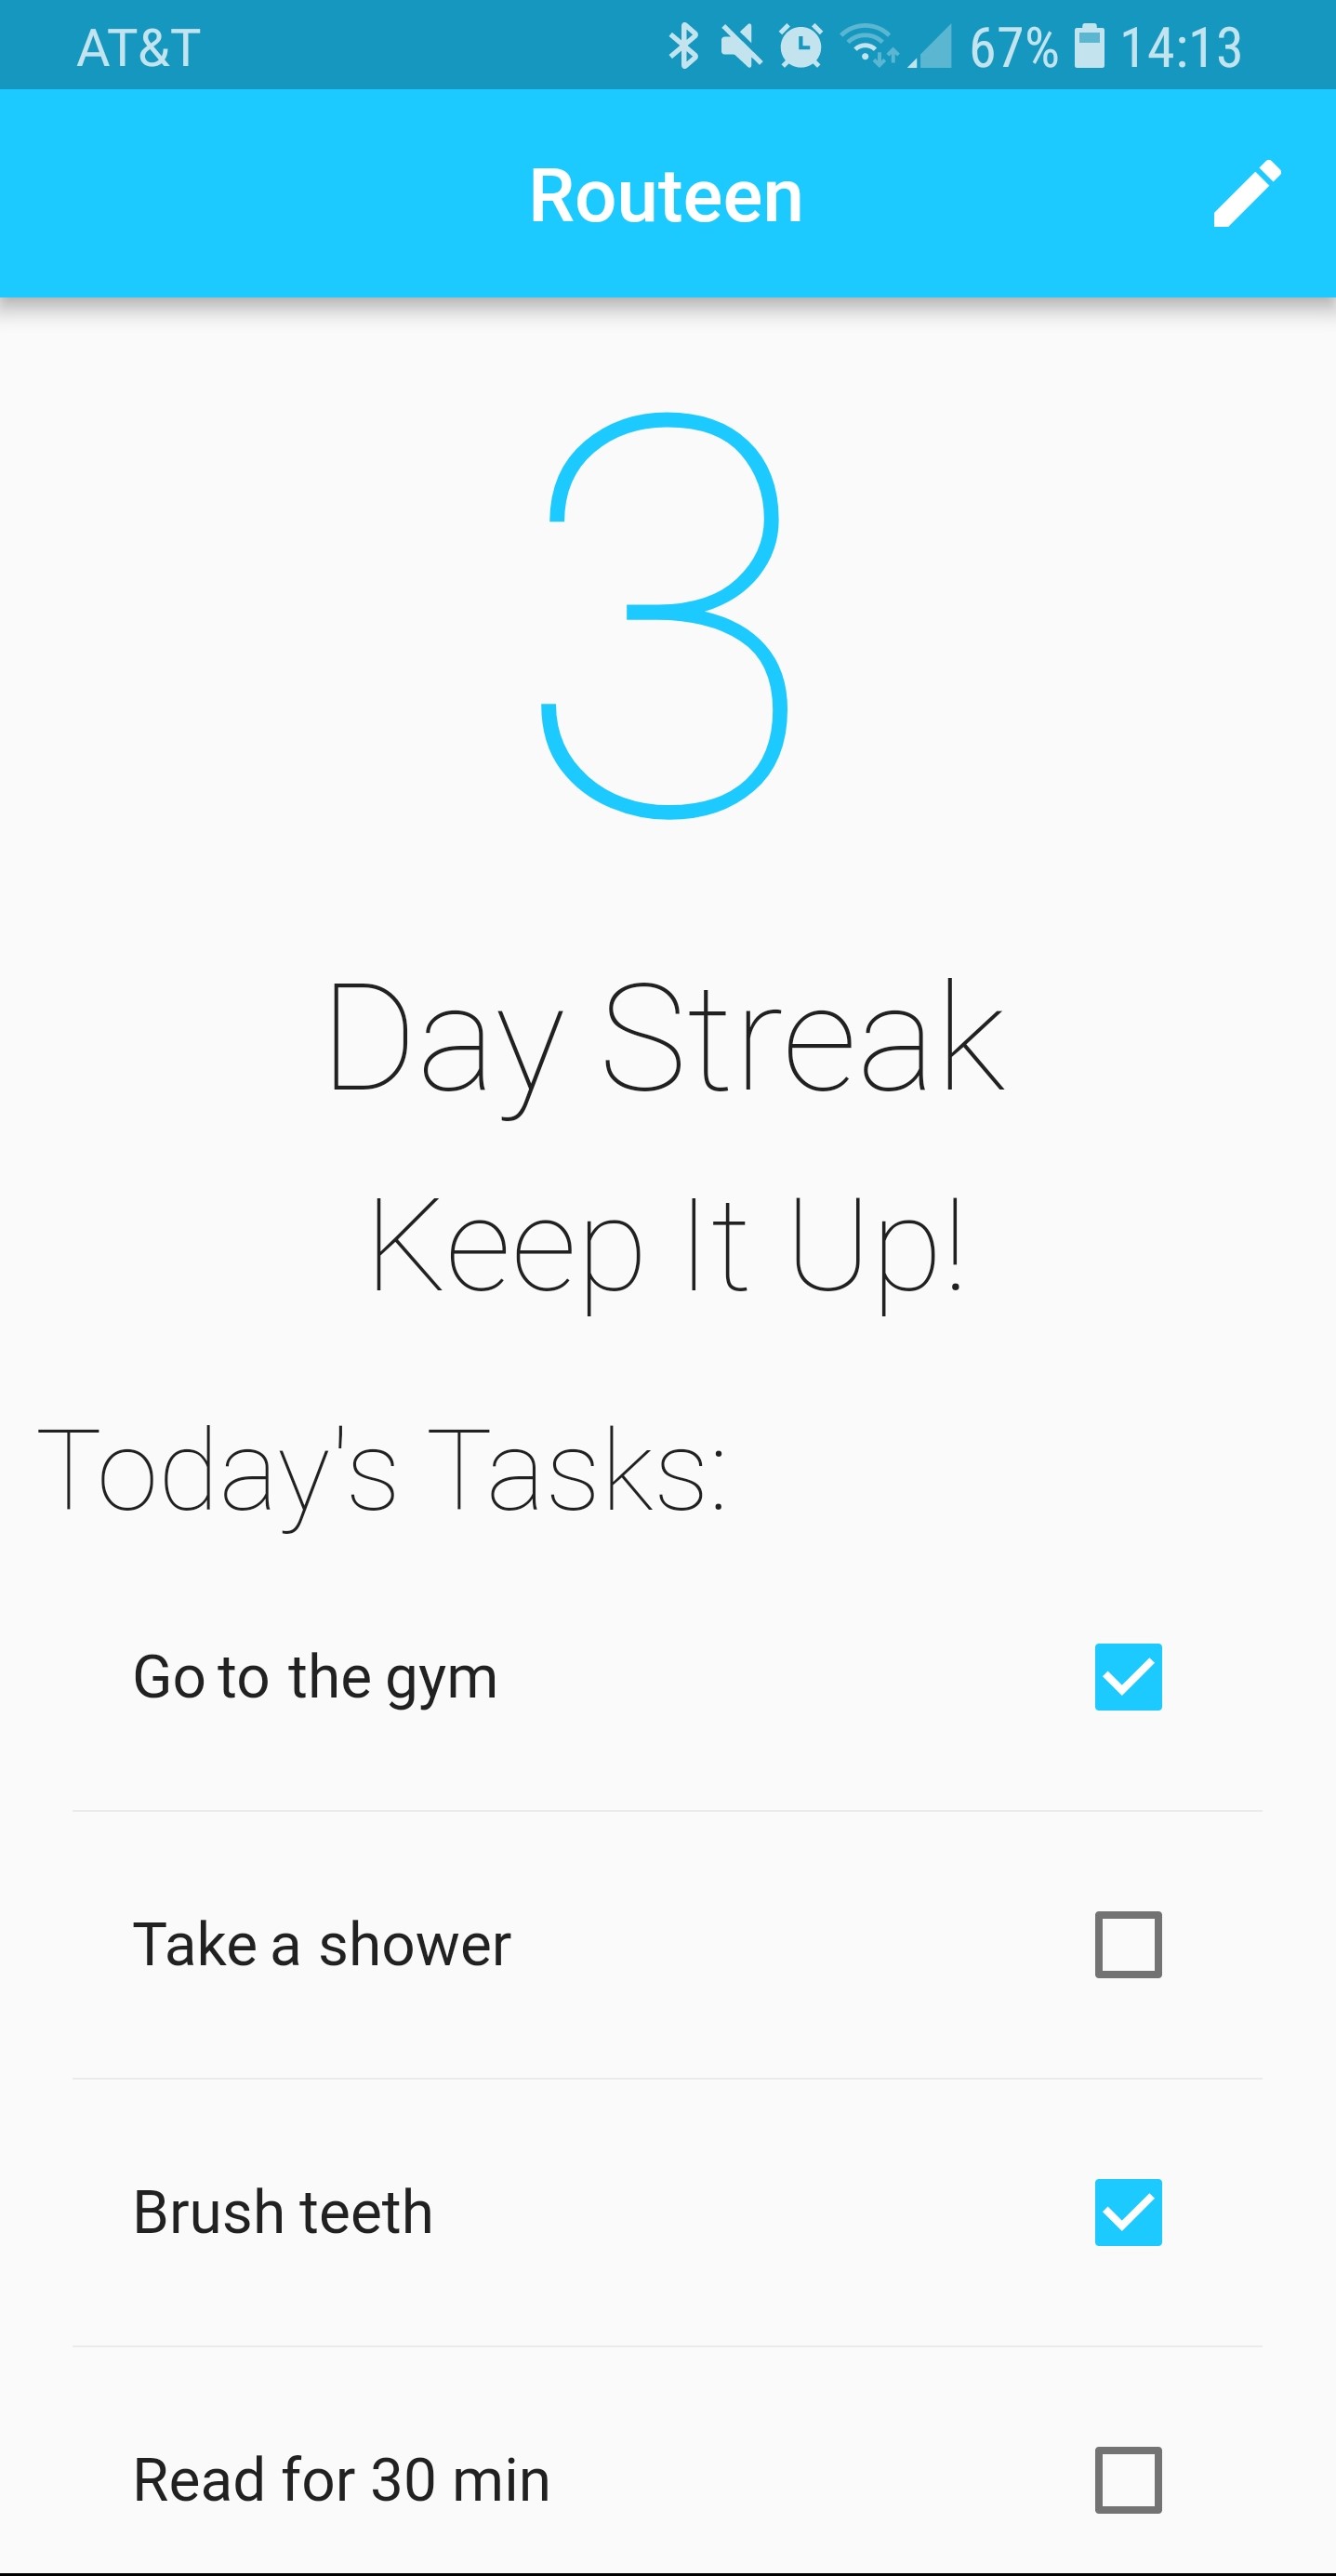 AT&T 67% 14:13
Routeen
3
Day Streak
Keep It Up!
Today's Tasks:
Go to the gym
Take a shower
Brush teeth
Read for 30 min